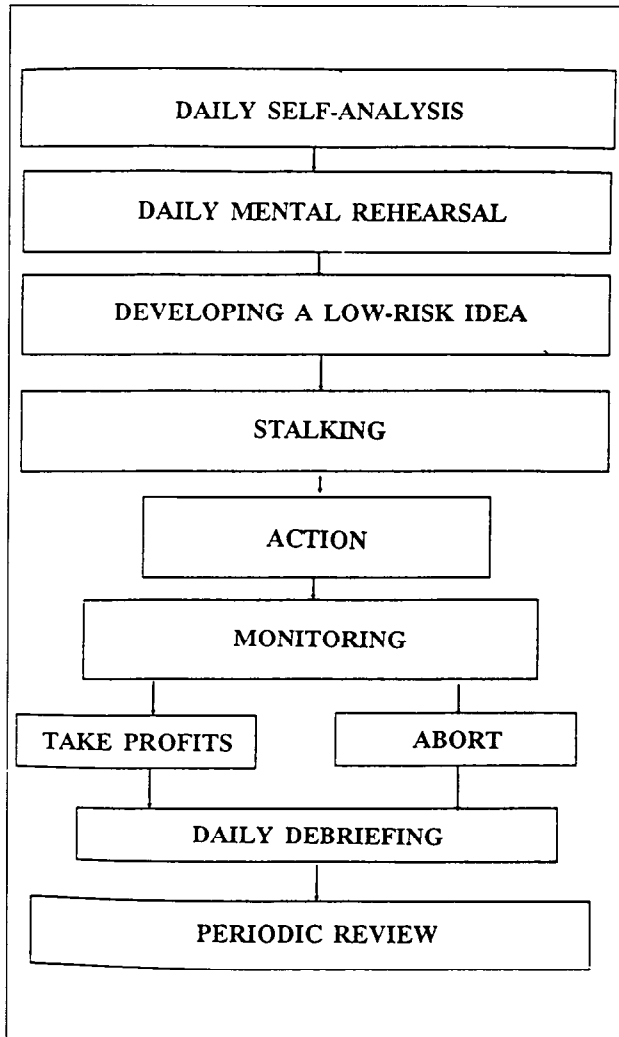 DAILY SELF-ANALYSIS
DAILY MENTAL REHEARSAL
DEVELOPING A LOW-RISK IDEA
STALKING
ACTION
MONITORING
TAKE PROFITS
ABORT
DAILY DEBRIEFING
PERIODIC REVIEW